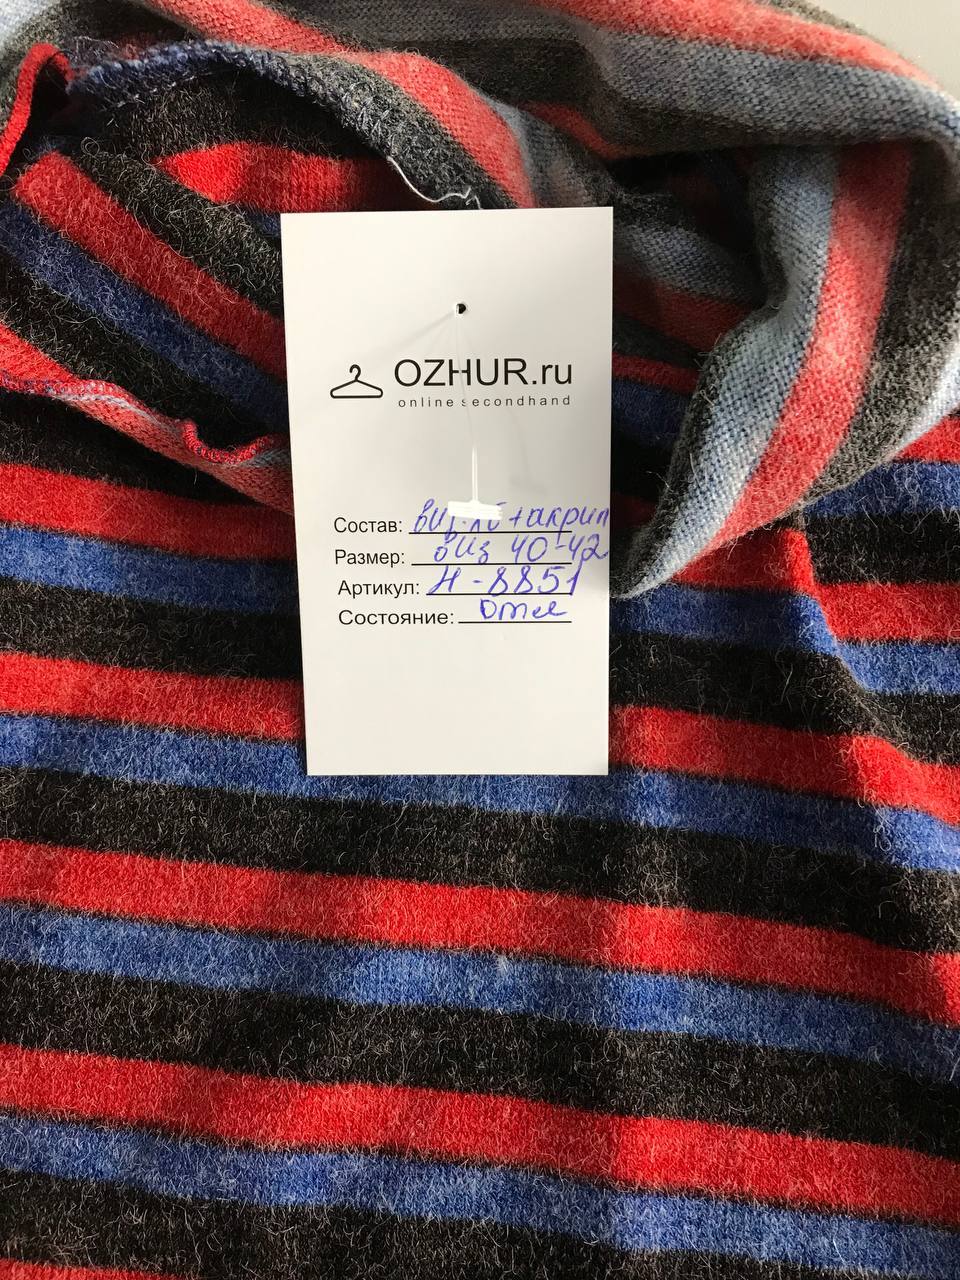 OZHUR.ru
online secondhand
Состав: виз. хб + акрил
Размер: виз 40-42
Артикул: Н-8851
Состояние: Отл